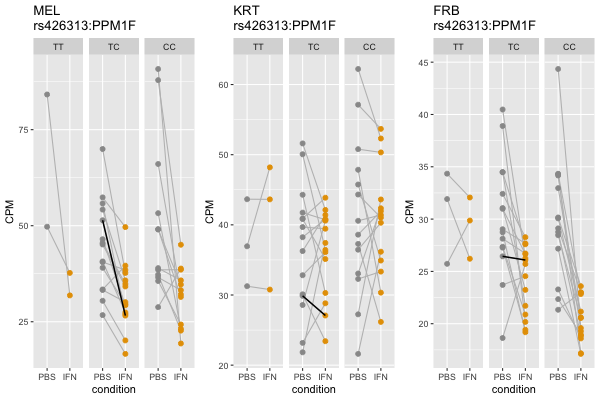 MEL
rs426313:PPM1F
TT TC CC
CPM
75
50
25
PBS IFN PBS IFN PBS IFN
condition
KRT
rs426313:PPM1F
TT TC CC
CPM
60
50
40
30
20
PBS IFN PBS IFN PBS IFN
condition
FRB
rs426313:PPM1F
TT TC CC
CPM
45
40
35
30
25
20
PBS IFN PBS IFN PBS IFN
condition